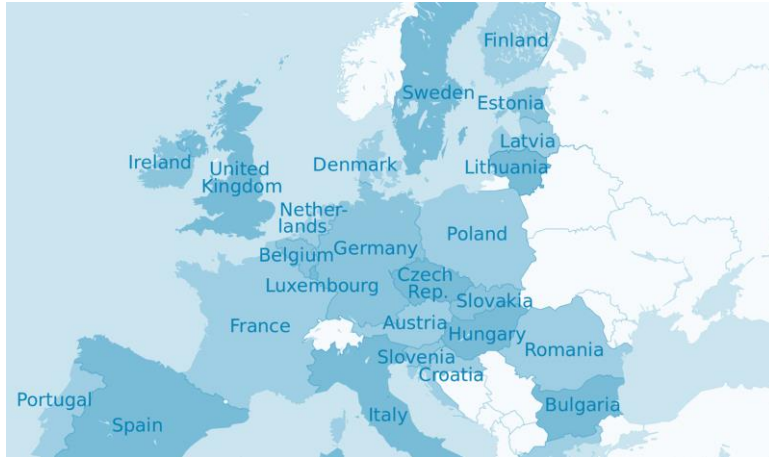 Finland
Sweden
Estonia
Latvia
Ireland
United
Kingdom
Denmark
Lithuania
Nether-
lands
Belgium
Germany
Poland
Luxembourg
Czech
Rep.
Slovakia
France
Austria
Hungary
Slovenia
Romania
Croatia
Portugal
Spain
Italy
Bulgaria